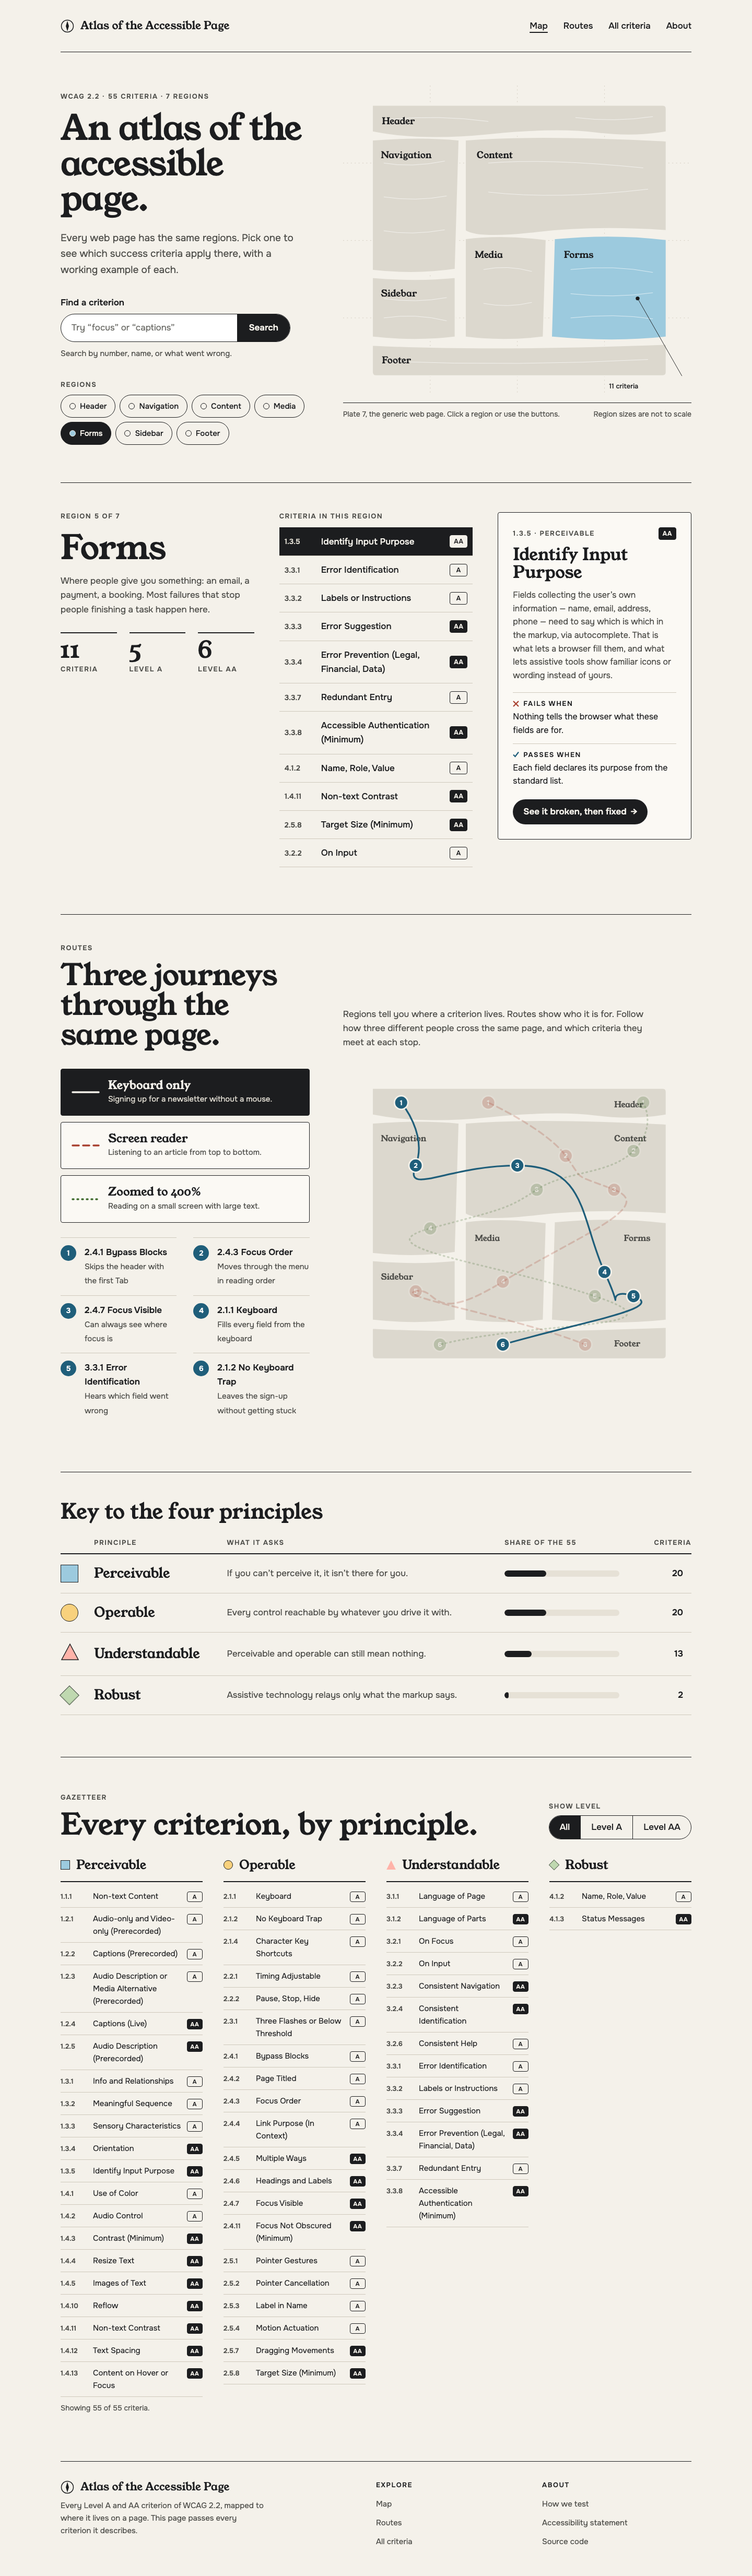 Atlas of the Accessible Page
Map Routes All criteria About
WCAG 2.2 · 55 CRITERIA · 7 REGIONS
An atlas of the
accessible
page.
Every web page has the same regions. Pick one to
see which success criteria apply there, with a
working example of each.
Find a criterion
Try “focus” or “captions”
Search
Search by number, name, or what went wrong.
REGIONS
Header Navigation Content Media
Forms Sidebar Footer
Header
Navigation
Content
Media
Forms
Sidebar
Footer
11 criteria
Plate 7, the generic web page. Click a region or use the buttons.
Region sizes are not to scale
REGION 5 OF 7
Forms
Where people give you something: an email, a
payment, a booking. Most failures that stop
people finishing a task happen here.
11 CRITERIA
5 LEVEL A
6 LEVEL AA
CRITERIA IN THIS REGION
1.3.5 Identify Input Purpose AA
3.3.1 Error Identification A
3.3.2 Labels or Instructions A
3.3.3 Error Suggestion AA
3.3.4 Error Prevention (Legal,
Financial, Data) AA
3.3.7 Redundant Entry A
3.3.8 Accessible Authentication
(Minimum) AA
4.1.2 Name, Role, Value A
1.4.11 Non-text Contrast AA
2.5.8 Target Size (Minimum) AA
3.2.2 On Input A
1.3.5 · PERCEIVABLE AA
Identify Input
Purpose
Fields collecting the user’s own
information — name, email, address,
phone — need to say which is which in
the markup, via autocomplete. That is
what lets a browser fill them, and what
lets assistive tools show familiar icons or
wording instead of yours.
FAILS WHEN
Nothing tells the browser what these
fields are for.
PASSES WHEN
Each field declares its purpose from the
standard list.
See it broken, then fixed →
ROUTES
Three journeys
through the
same page.
Regions tell you where a criterion lives. Routes show who it is for. Follow
how three different people cross the same page, and which criteria they
meet at each stop.
Keyboard only
Signing up for a newsletter without a mouse.
Screen reader
Listening to an article from top to bottom.
Zoomed to 400%
Reading on a small screen with large text.
1 2.4.1 Bypass Blocks
Skips the header with
the first Tab
2 2.4.3 Focus Order
Moves through the menu
in reading order
3 2.4.7 Focus Visible
Can always see where
focus is
4 2.1.1 Keyboard
Fills every field from the
keyboard
5 3.3.1 Error
Identification
Hears which field went
wrong
6 2.1.2 No Keyboard
Trap
Leaves the sign-up
without getting stuck
1
Header
Navigation
Content
2
3
Media
Forms
Sidebar
4
5
6
Footer
Key to the four principles
PRINCIPLE WHAT IT ASKS SHARE OF THE 55 CRITERIA
Perceivable If you can’t perceive it, it isn’t there for you. 20
Operable Every control reachable by whatever you drive it with. 20
Understandable Perceivable and operable can still mean nothing. 13
Robust Assistive technology relays only what the markup says. 2
GAZETTEER
Every criterion, by principle.
SHOW LEVEL
All Level A Level AA
Perceivable
1.1.1 Non-text Content A
1.2.1 Audio-only and Video-
only (Prerecorded) A
1.2.2 Captions (Prerecorded) A
1.2.3 Audio Description or
Media Alternative
(Prerecorded) A
1.2.4 Captions (Live) AA
1.2.5 Audio Description
(Prerecorded) AA
1.3.1 Info and Relationships A
1.3.2 Meaningful Sequence A
1.3.3 Sensory Characteristics A
1.3.4 Orientation AA
1.3.5 Identify Input Purpose AA
1.4.1 Use of Color A
1.4.2 Audio Control A
1.4.3 Contrast (Minimum) AA
1.4.4 Resize Text AA
1.4.5 Images of Text AA
1.4.10 Reflow AA
1.4.11 Non-text Contrast AA
1.4.12 Text Spacing AA
1.4.13 Content on Hover or
Focus AA
Operable
2.1.1 Keyboard A
2.1.2 No Keyboard Trap A
2.1.4 Character Key
Shortcuts A
2.2.1 Timing Adjustable A
2.2.2 Pause, Stop, Hide A
2.3.1 Three Flashes or Below
Threshold A
2.4.1 Bypass Blocks A
2.4.2 Page Titled A
2.4.3 Focus Order A
2.4.4 Link Purpose (In
Context) A
2.4.5 Multiple Ways AA
2.4.6 Headings and Labels AA
2.4.7 Focus Visible AA
2.4.11 Focus Not Obscured
(Minimum) AA
2.5.1 Pointer Gestures A
2.5.2 Pointer Cancellation A
2.5.3 Label in Name A
2.5.4 Motion Actuation A
2.5.7 Dragging Movements AA
2.5.8 Target Size (Minimum) AA
Understandable
3.1.1 Language of Page A
3.1.2 Language of Parts AA
3.2.1 On Focus A
3.2.2 On Input A
3.2.3 Consistent Navigation AA
3.2.4 Consistent
Identification AA
3.2.6 Consistent Help A
3.3.1 Error Identification A
3.3.2 Labels or Instructions A
3.3.3 Error Suggestion AA
3.3.4 Error Prevention (Legal,
Financial, Data) AA
3.3.7 Redundant Entry A
3.3.8 Accessible
Authentication
(Minimum) AA
Robust
4.1.2 Name, Role, Value A
4.1.3 Status Messages AA
Showing 55 of 55 criteria.
Atlas of the Accessible Page
Every Level A and AA criterion of WCAG 2.2, mapped to
where it lives on a page. This page passes every
criterion it describes.
EXPLORE
Map
Routes
All criteria
ABOUT
How we test
Accessibility statement
Source code